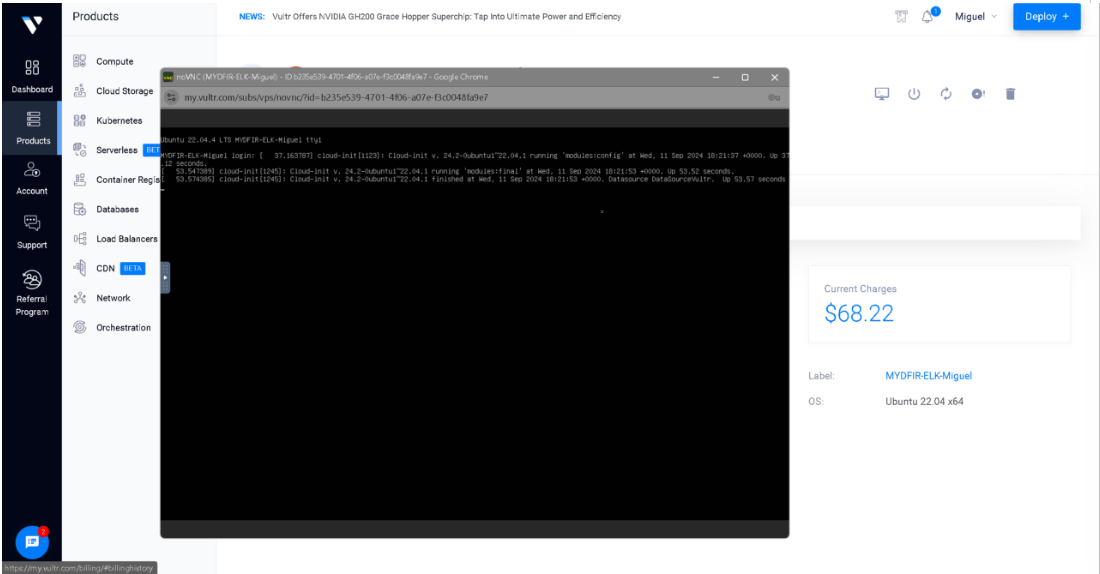 Products
NEWS: Vultr Offers NVIDIA GH200 Grace Hopper Superchip: Tap Into Ultimate Power and Efficiency
1
Miguel
Deploy +
Dashboard
Products
Account
Support
Referral
Program
2
Compute
Cloud Storage
Kubernetes
Serverless BET
Container Regis
Databases
Load Balancers
CDN BETA
Network
Orchestration
noVNC (MYDFIR-ELK-Miguel) - ID b235e539-4701-4f06-a07e-f3c0048fa9e7 - Google Chrome
my.vultr.com/subs/vps/novnc/?id=b235e539-4701-4f06-a07e-f3c0048fa9e7
Ubuntu 22.04.4 LTS MYDFIR-ELK-Miguel tty1
MYDFIR-ELK-Miguel login: [ 37.163787] cloud-init[1123]: Cloud-init v. 24.2-0ubuntu1~22.04.1 running 'modules:config' at Wed, 11 Sep 2024 18:21:37 +0000. Up 37
.12 seconds.
[ 53.547389] cloud-init[1245]: Cloud-init v. 24.2-0ubuntu1~22.04.1 running 'modules:final' at Wed, 11 Sep 2024 18:21:53 +0000. Up 53.52 seconds.
[ 53.574385] cloud-init[1245]: Cloud-init v. 24.2-0ubuntu1~22.04.1 finished at Wed, 11 Sep 2024 18:21:53 +0000. Datasource DataSourceVultr. Up 53.57 seconds
Current Charges
$68.22
Label: MYDFIR-ELK-Miguel
OS: Ubuntu 22.04 x64
https://my.vultr.com/billing/#billinghistory